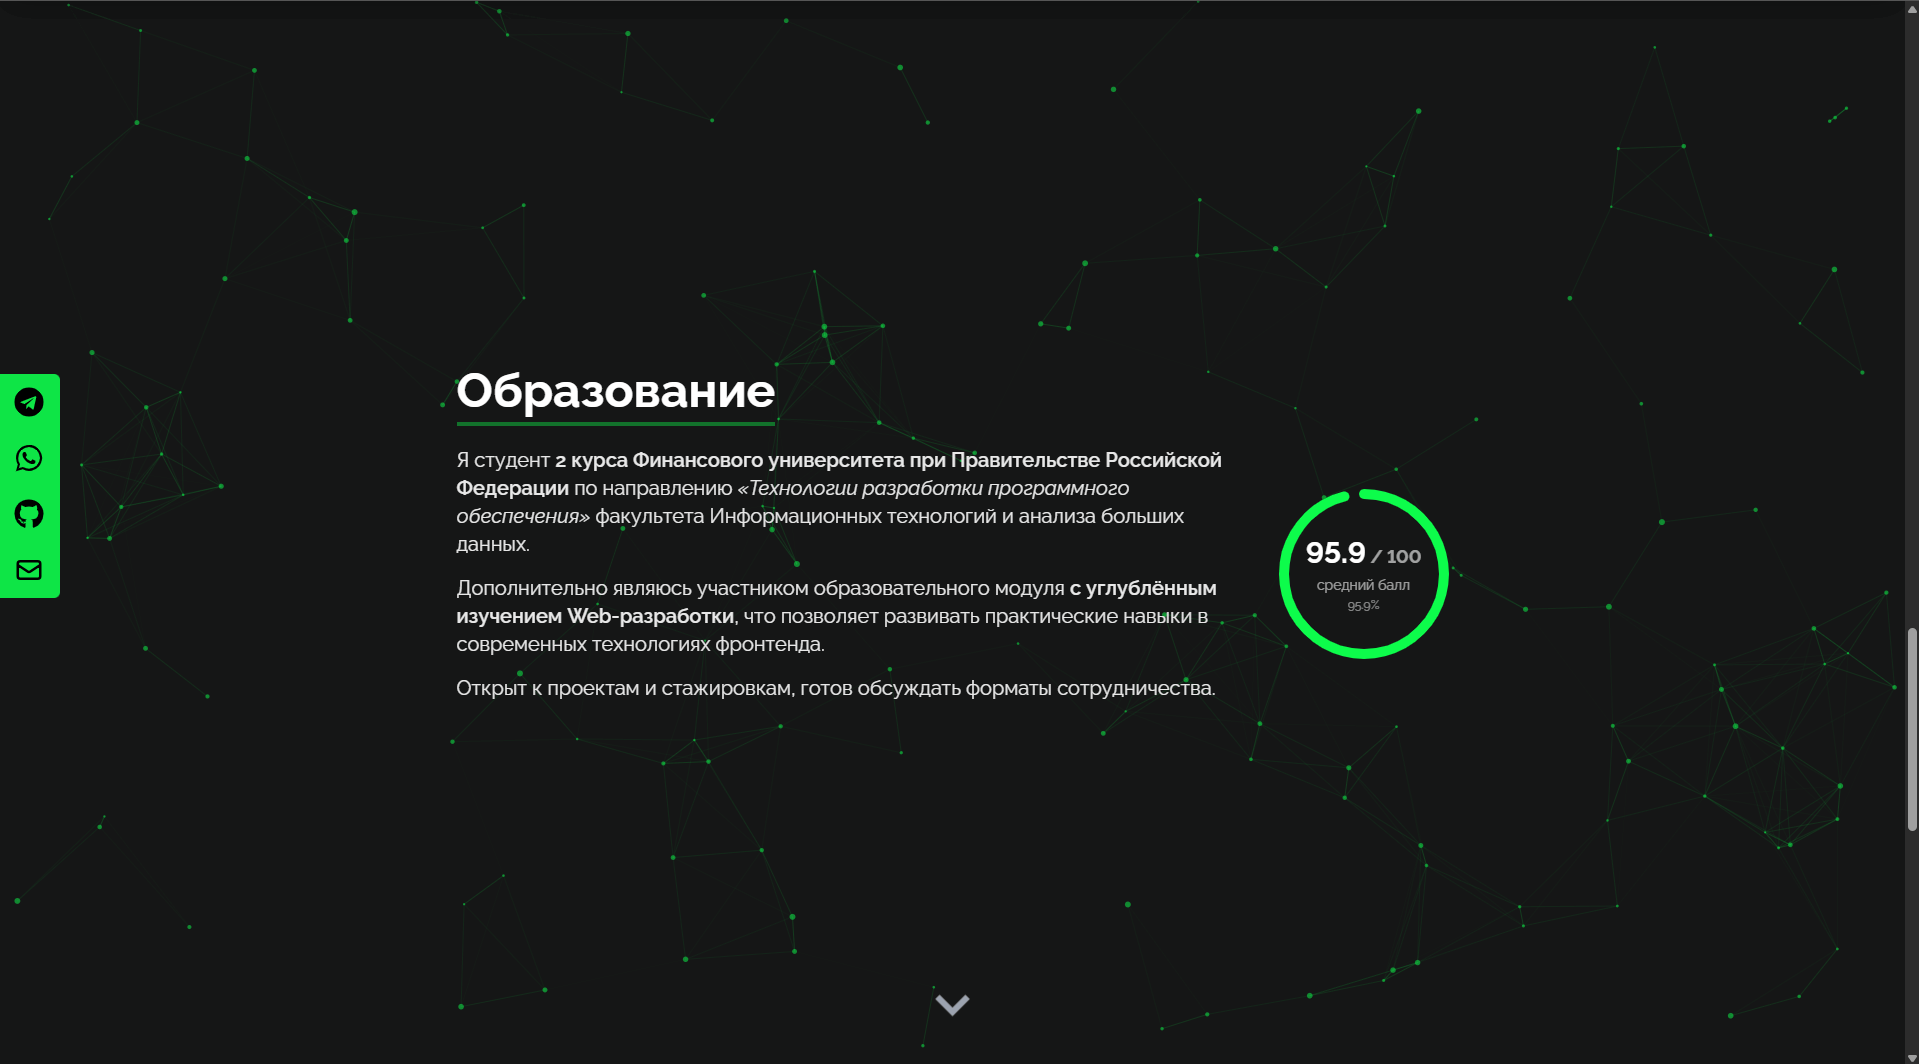 Образование
Я студент 2 курса Финансового университета при Правительстве Российской
Федерации по направлению «Технологии разработки программного
обеспечения» факультета Информационных технологий и анализа больших
данных.
Дополнительно являюсь участником образовательного модуля с углублённым
изучением Web-разработки, что позволяет развивать практические навыки в
современных технологиях фронтенда.
Открыт к проектам и стажировкам, готов обсуждать форматы сотрудничества.
95.9 / 100
средний балл
95.9%